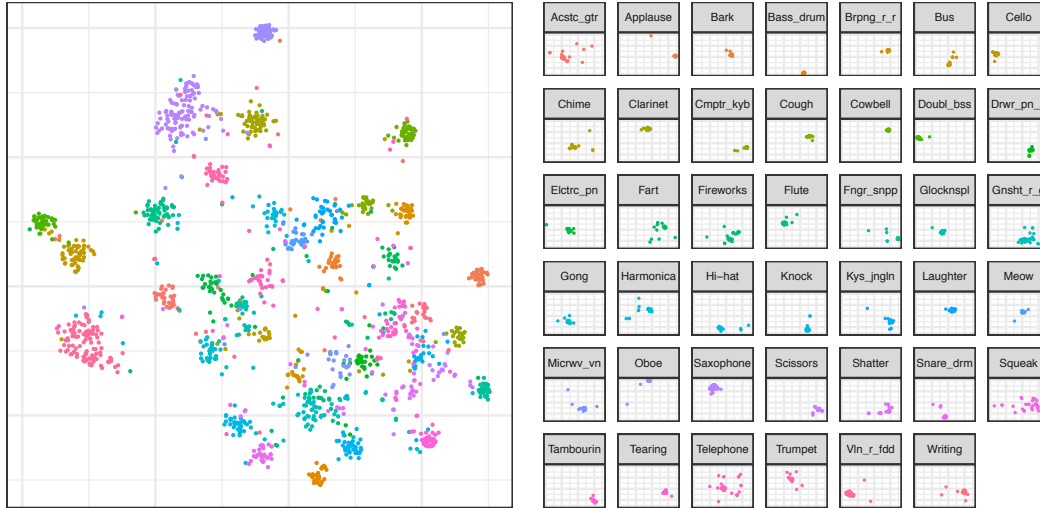 Acstc_gtr Applause Bark Bass_drum Brpng_r_r Bus Cello
Chime Clarinet Cmptr_kyb Cough Cowbell Doubl_bss Drwr_pn_
Elctrc_pn Fart Fireworks Flute Fngr_snpp Glocknspl Gnsht_r_g
Gong Harmonica Hi−hat Knock Kys_jngln Laughter Meow
Micrwv_vn Oboe Saxophone Scissors Shatter Snare_drm Squeak
Tambourin Tearing Telephone Trumpet Vln_r_fdd Writing